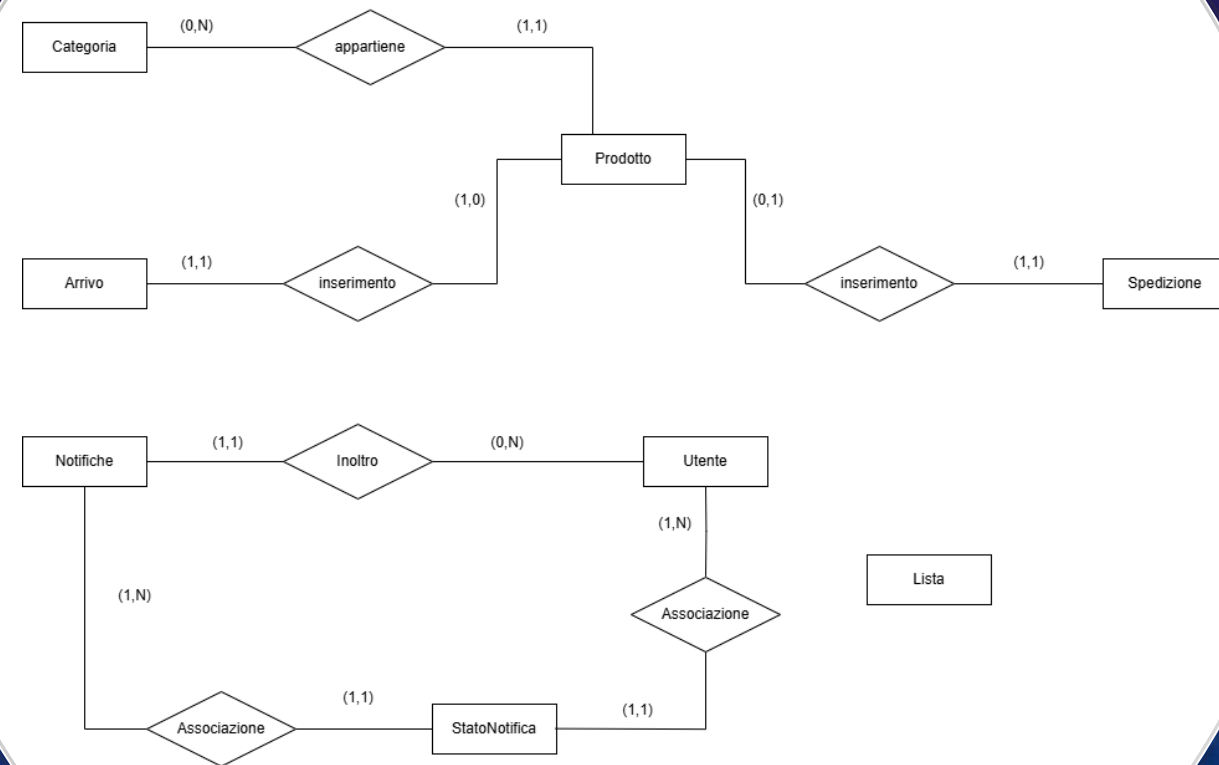 (0,N)
(1,1)
Categoria
appartiene
Prodotto
(1,0)
(0,1)
(1,1)
(1,1)
Arrivo
inserimento
inserimento
Spedizione
(1,1)
(0,N)
Notifiche
Inoltro
Utente
(1,N)
Lista
(1,N)
Associazione
(1,1)
(1,1)
Associazione
StatoNotifica